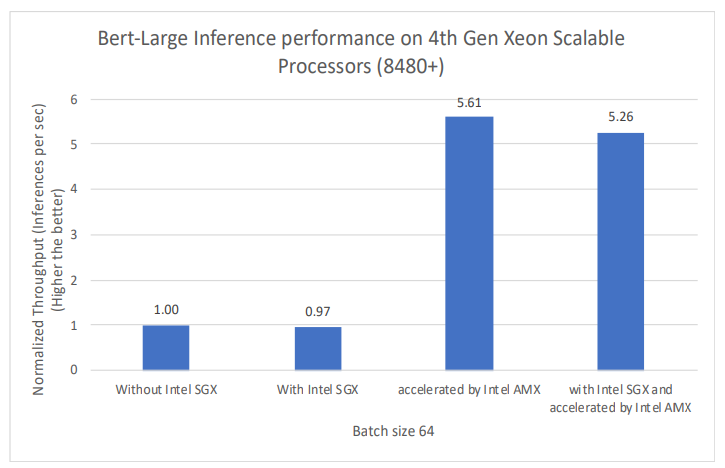 Bert-Large Inference performance on 4th Gen Xeon Scalable
Processors (8480+)
Normalized Throughput (Inferences per sec)
(Higher the better)
6
5
4
3
2
1
0
1.00
0.97
5.61
5.26
Without Intel SGX
With Intel SGX
accelerated by Intel AMX
with Intel SGX and
accelerated by Intel AMX
Batch size 64